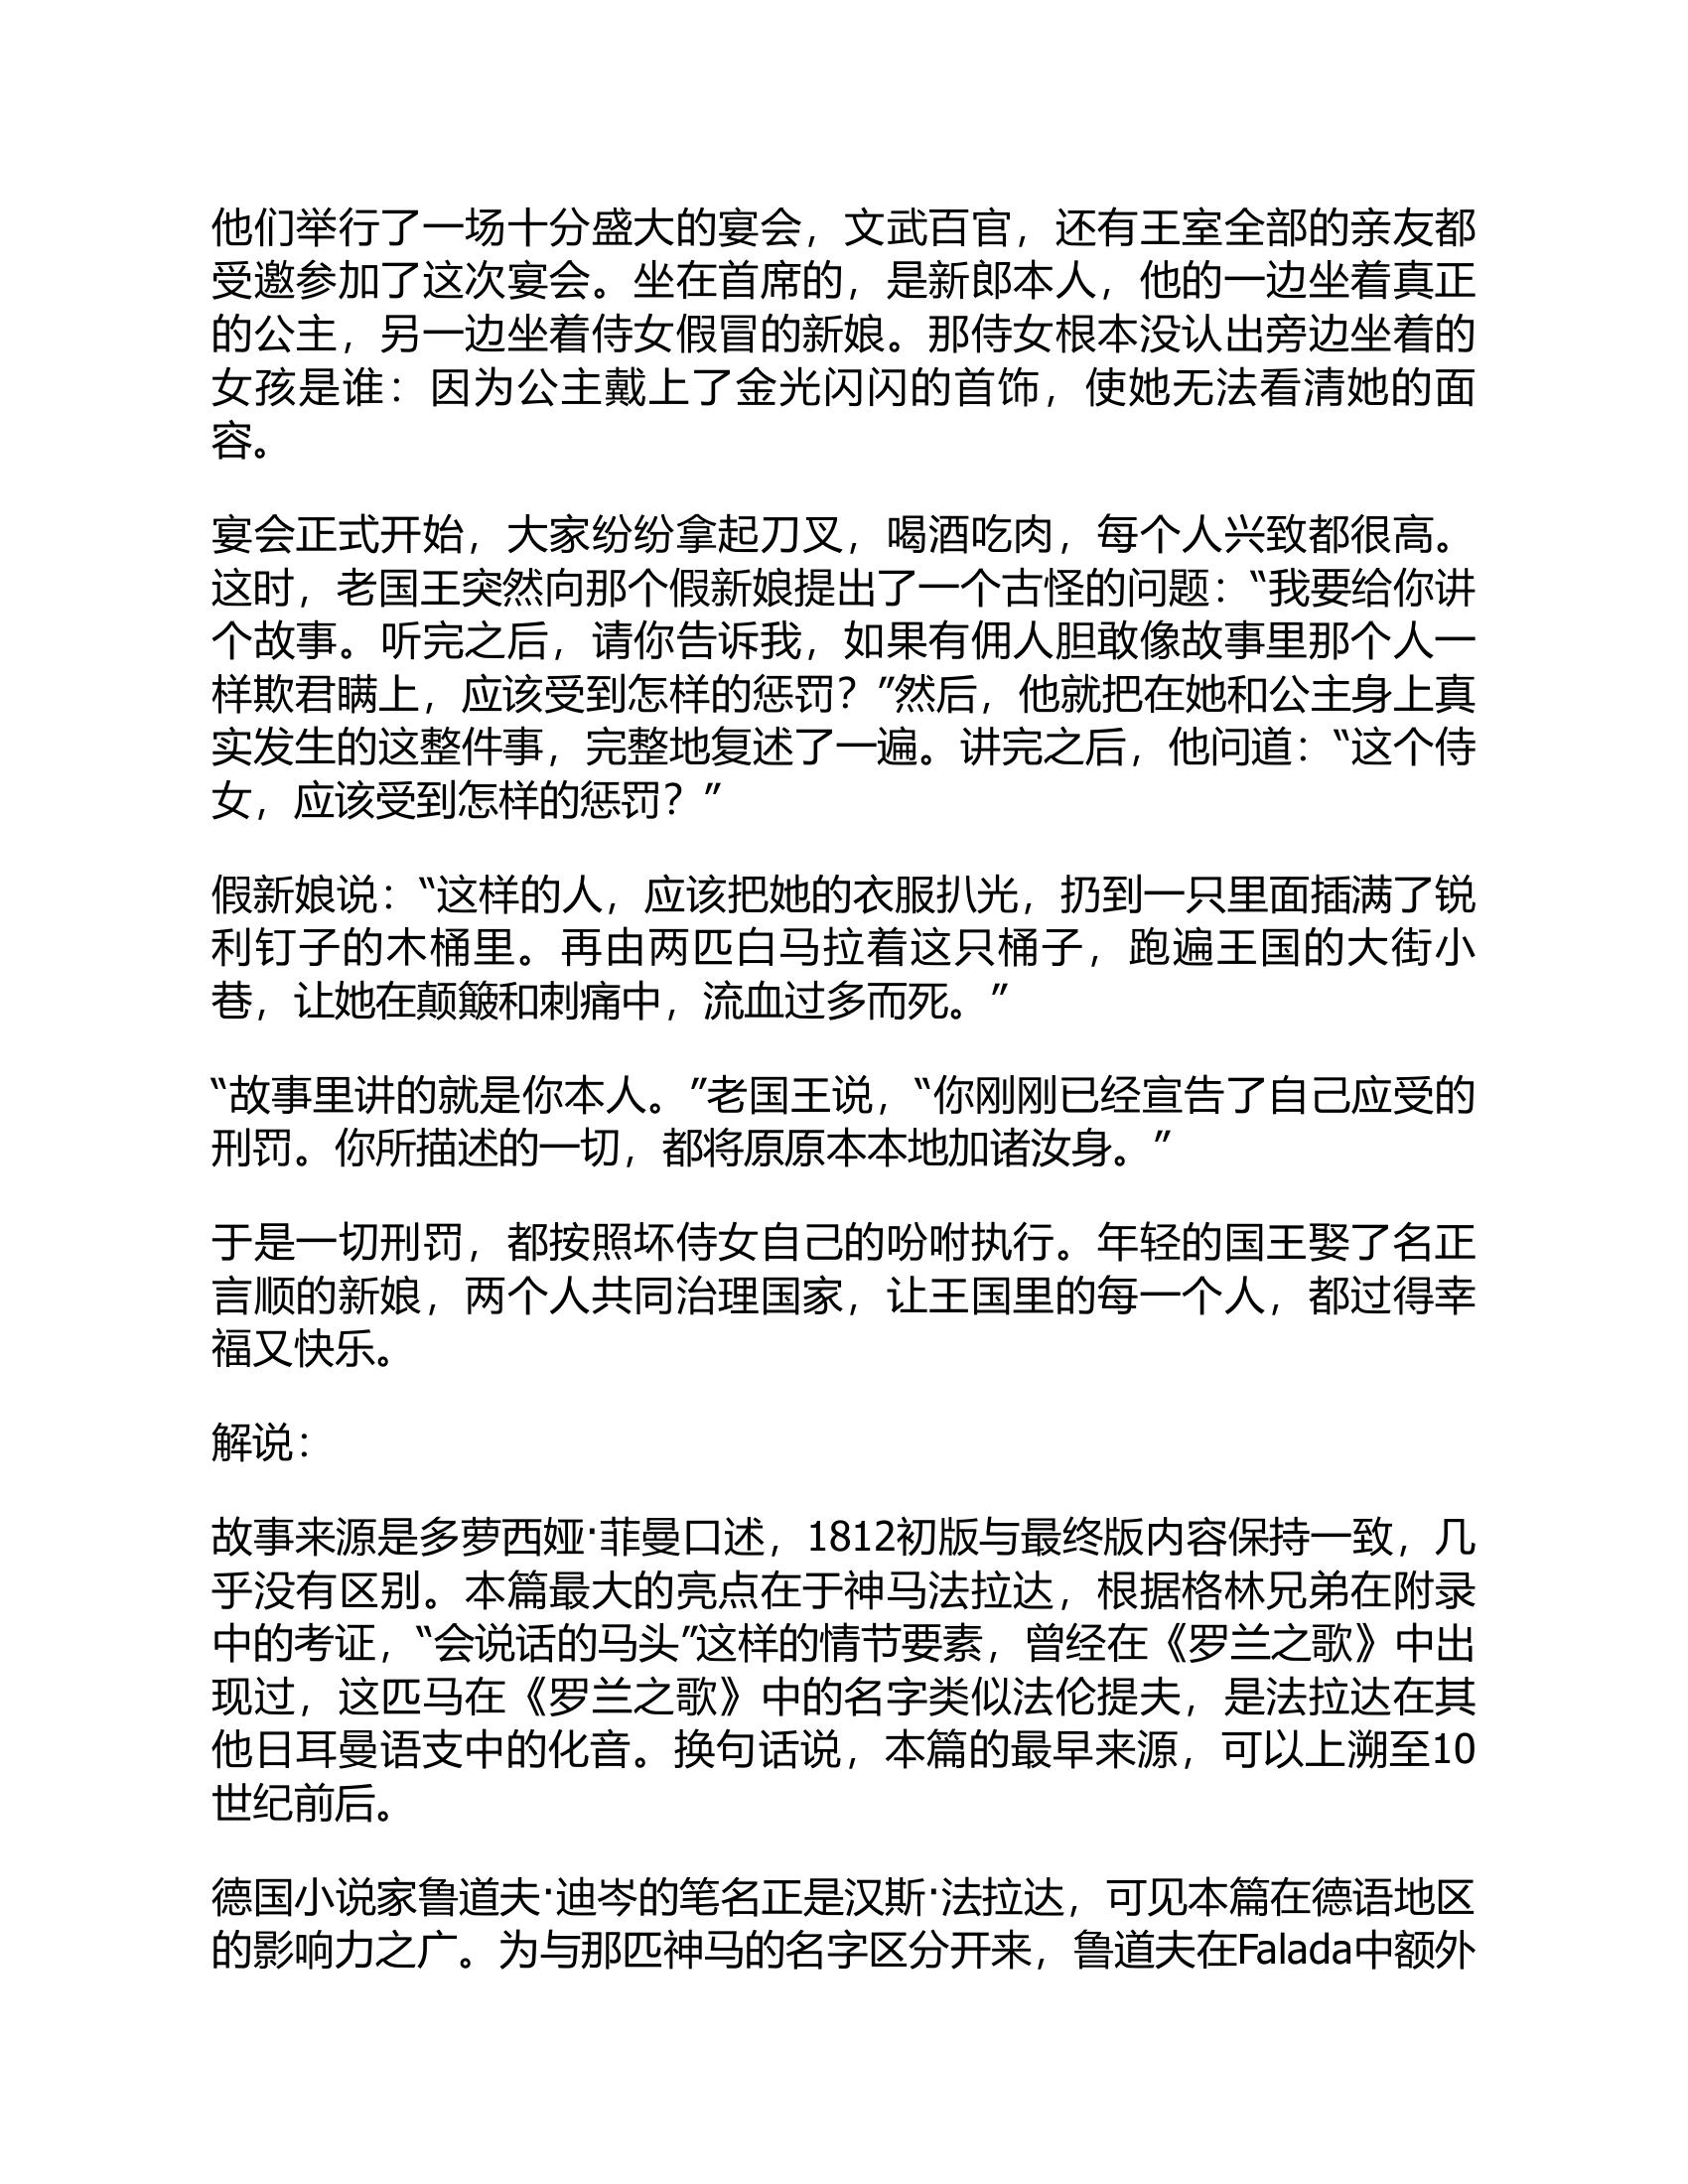 他们举行了一场十分盛大的宴会，文武百官，还有王室全部的亲友都
受邀参加了这次宴会。坐在首席的，是新郎本人，他的一边坐着真正
的公主，另一边坐着侍女假冒的新娘。那侍女根本没认出旁边坐着的
女孩是谁：因为公主戴上了金光闪闪的首饰，使她无法看清她的面
容。
宴会正式开始，大家纷纷拿起刀叉，喝酒吃肉，每个人兴致都很高。
这时，老国王突然向那个假新娘提出了一个古怪的问题：“我要给你讲
个故事。听完之后，请你告诉我，如果有佣人胆敢像故事里那个人一
样欺君瞒上，应该受到怎样的惩罚？”然后，他就把在她和公主身上真
实发生的这整件事，完整地复述了一遍。讲完之后，他问道：“这个侍
女，应该受到怎样的惩罚？”
假新娘说：“这样的人，应该把她的衣服扒光，扔到一只里面插满了锐
利钉子的木桶里。再由两匹白马拉着这只桶子，跑遍王国的大街小
巷，让她在颠簸和刺痛中，流血过多而死。”
“故事里讲的就是你本人。”老国王说，“你刚刚已经宣告了自己应受的
刑罚。你所描述的一切，都将原原本本地加诸汝身。”
于是一切刑罚，都按照坏侍女自己的吩咐执行。年轻的国王娶了名正
言顺的新娘，两个人共同治理国家，让王国里的每一个人，都过得幸
福又快乐。
解说：
故事来源是多萝西娅·菲曼口述，1812初版与最终版内容保持一致，几
乎没有区别。本篇最大的亮点在于神马法拉达，根据格林兄弟在附录
中的考证，“会说话的马头”这样的情节要素，曾经在《罗兰之歌》中出
现过，这匹马在《罗兰之歌》中的名字类似法伦提夫，是法拉达在其
他日耳曼语支中的化音。换句话说，本篇的最早来源，可以上溯至10
世纪前后。
德国小说家鲁道夫·迪岑的笔名正是汉斯·法拉达，可见本篇在德语地区
的影响力之广。为与那匹神马的名字区分开来，鲁道夫在Falada中额外